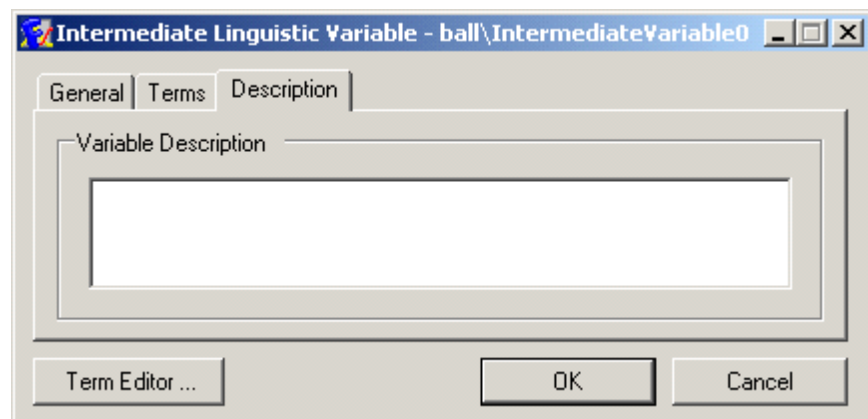 Intermediate Linguistic Variable - ball\IntermediateVariable0
General Terms Description
Variable Description
Term Editor ... OK Cancel